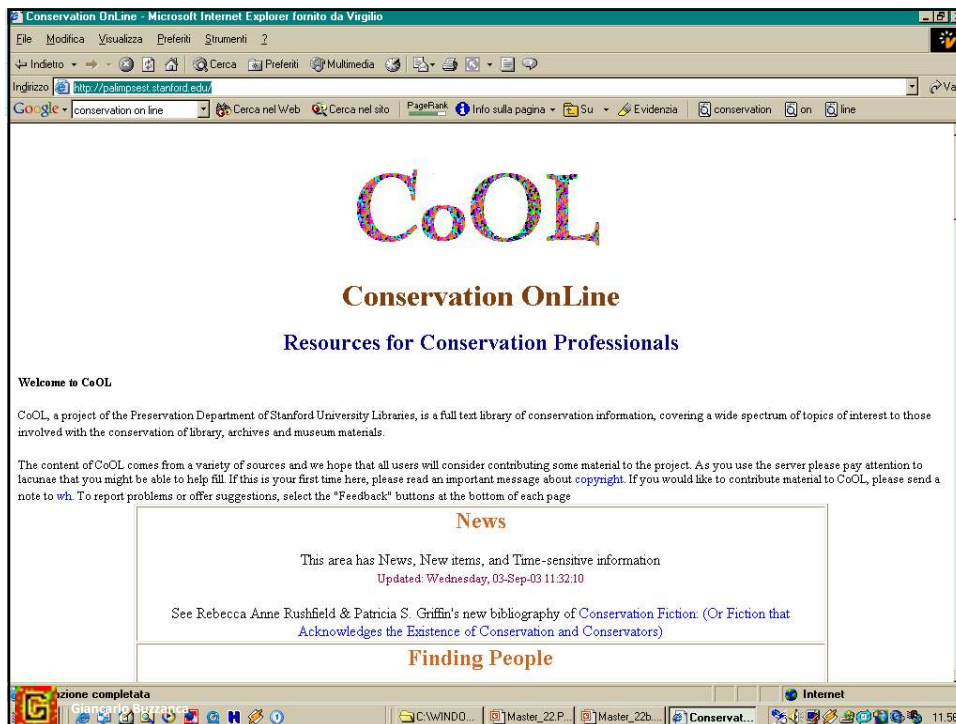 Conservation OnLine - Microsoft Internet Explorer fornito da Virgilio
File Modifica Visualizza Preferiti Strumenti ?
Indietro Cerca Preferiti Multimedia
Indirizzo http://palimpsest.stanford.edu/ Va
Google conservation on line Cerca nel Web Cerca nel sito PageRank Info sulla pagina Su Evidenzia conservation on line
CoOL
Conservation OnLine
Resources for Conservation Professionals
Welcome to CoOL
CoOL, a project of the Preservation Department of Stanford University Libraries, is a full text library of conservation information, covering a wide spectrum of topics of interest to those
involved with the conservation of library, archives and museum materials.
The content of CoOL comes from a variety of sources and we hope that all users will consider contributing some material to the project. As you use the server please pay attention to
lacunae that you might be able to help fill. If this is your first time here, please read an important message about copyright. If you would like to contribute material to CoOL, please send a
note to wh. To report problems or offer suggestions, select the "Feedback" buttons at the bottom of each page
News
This area has News, New items, and Time-sensitive information
Updated: Wednesday, 03-Sep-03 11:32:10
See Rebecca Anne Rushfield & Patricia S. Griffin's new bibliography of Conservation Fiction: (Or Fiction that
Acknowledges the Existence of Conservation and Conservators)
Finding People
azione completata Internet
Giancarlo Buzzanca
C:\WINDO... Master_22.P... Master_22b.... Conservat... 11.56